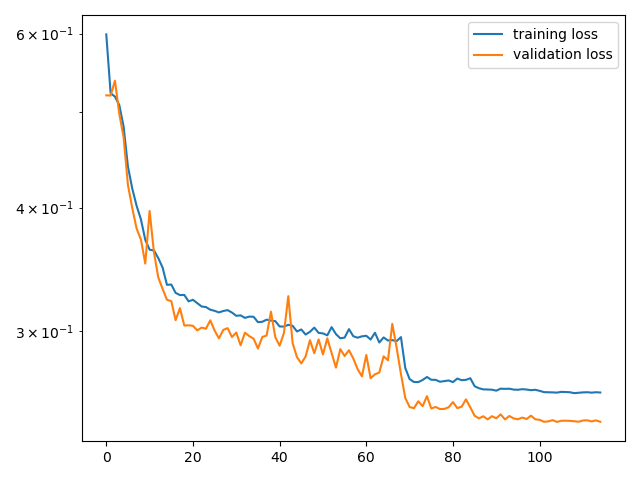 training loss
validation loss
6 × 10⁻¹
4 × 10⁻¹
3 × 10⁻¹
0 20 40 60 80 100